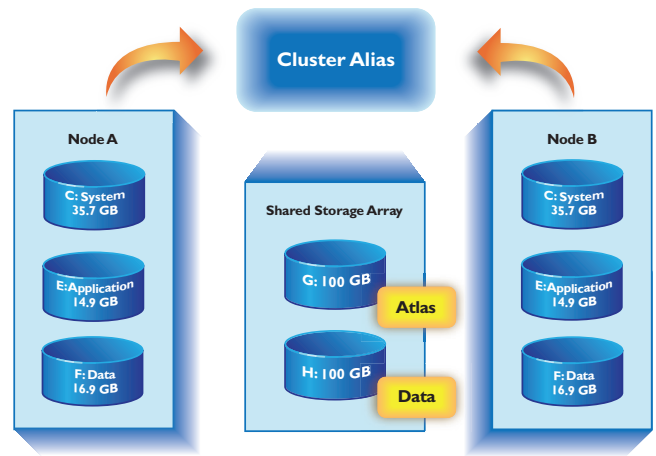 Cluster Alias
Node A
C: System
35.7 GB
E:Application
14.9 GB
F: Data
16.9 GB
Shared Storage Array
G: 100 GB
Atlas
H: 100 GB
Data
Node B
C: System
35.7 GB
E:Application
14.9 GB
F: Data
16.9 GB